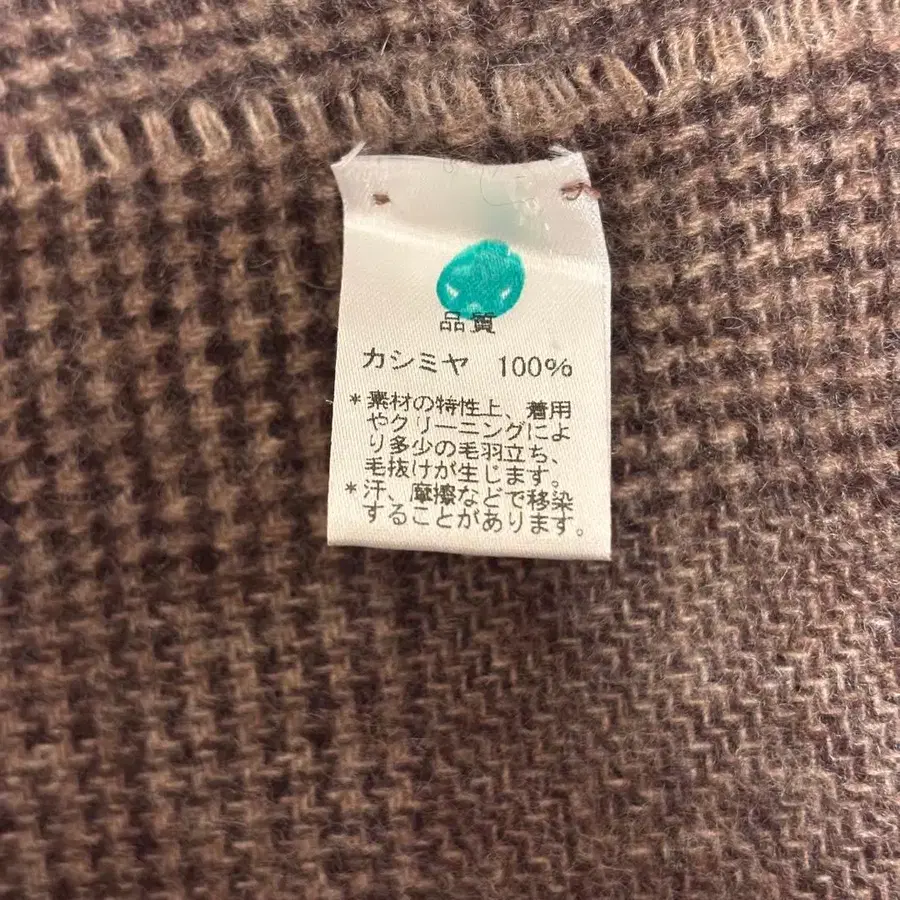 品質
カシミヤ 100%
*素材の特性上、着用
やクリーニングによ
り多少の毛羽立ち、
毛抜けが生じます。
*汗、摩擦などで移染
することがあります。